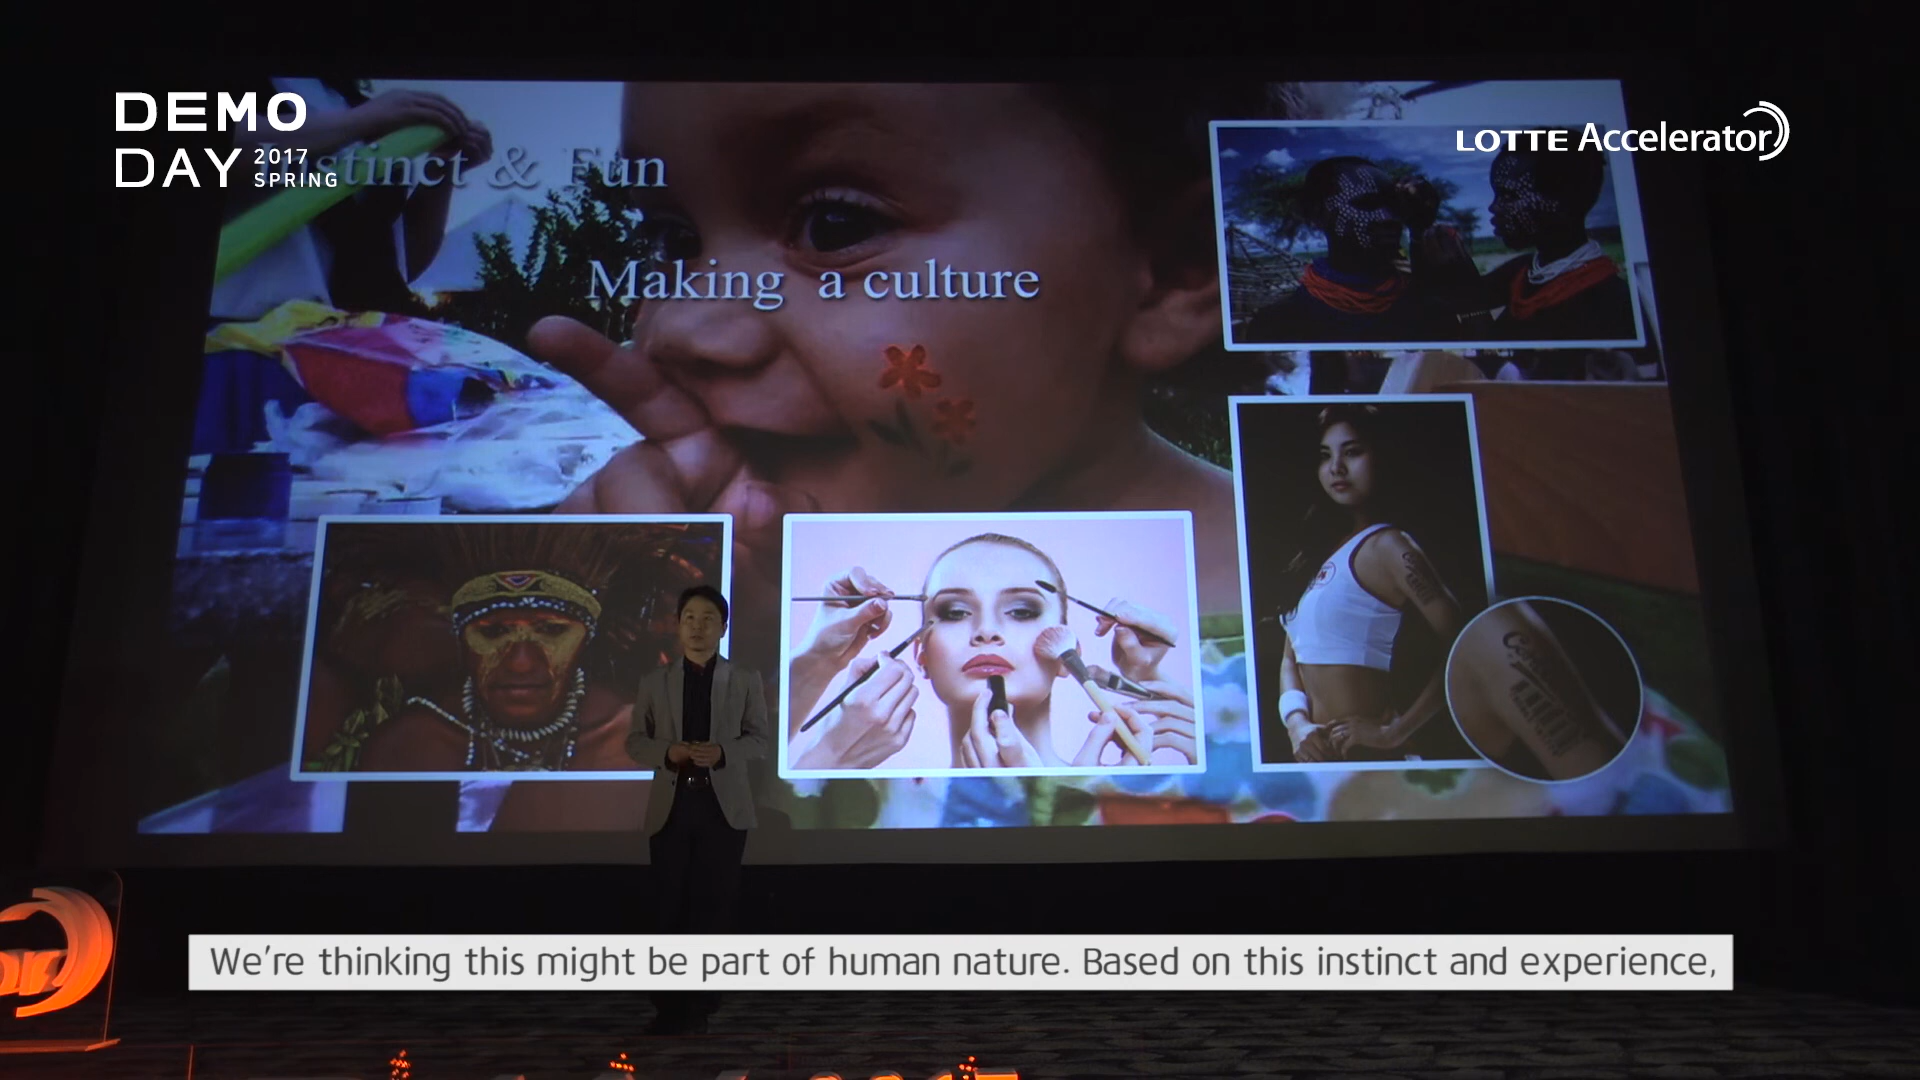 DEMO
DAY 2017
SPRING
LOTTE Accelerator
Instinct & Fun
Making a culture
We're thinking this might be part of human nature. Based on this instinct and experience,